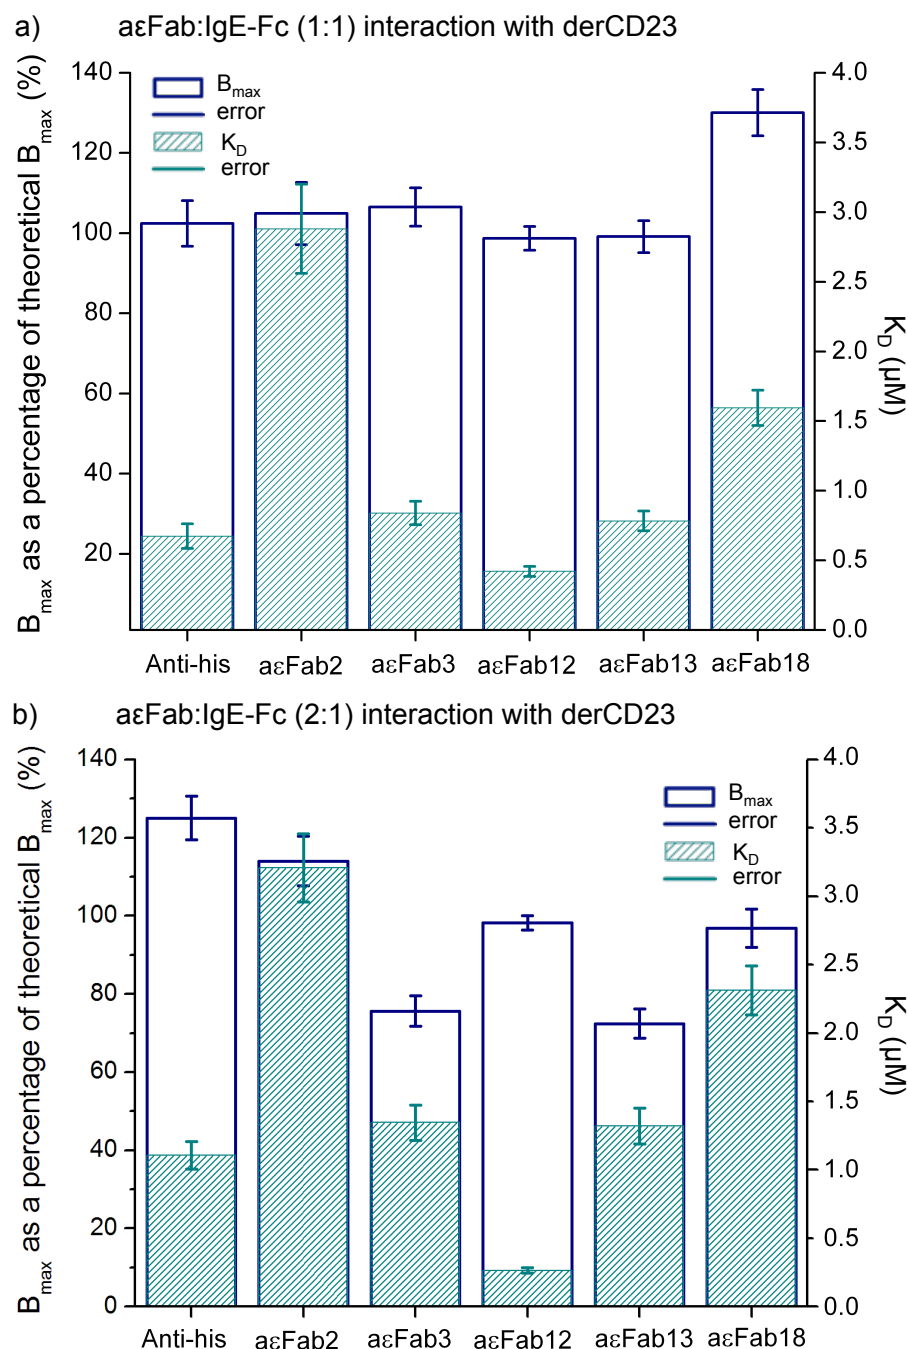 a) aεFab:IgE-Fc (1:1) interaction with derCD23
B_max as a percentage of theoretical B_max (%)
140
120
100
80
60
40
20
B_max
error
K_D
error
4.0
3.5
3.0
2.5
2.0
1.5
1.0
0.5
0.0
K_D (µM)
Anti-his aεFab2 aεFab3 aεFab12 aεFab13 aεFab18
b) aεFab:IgE-Fc (2:1) interaction with derCD23
B_max as a percentage of theoretical B_max (%)
140
120
100
80
60
40
20
0
B_max
error
K_D
error
4.0
3.5
3.0
2.5
2.0
1.5
1.0
0.5
0.0
K_D (µM)
Anti-his aεFab2 aεFab3 aεFab12 aεFab13 aεFab18